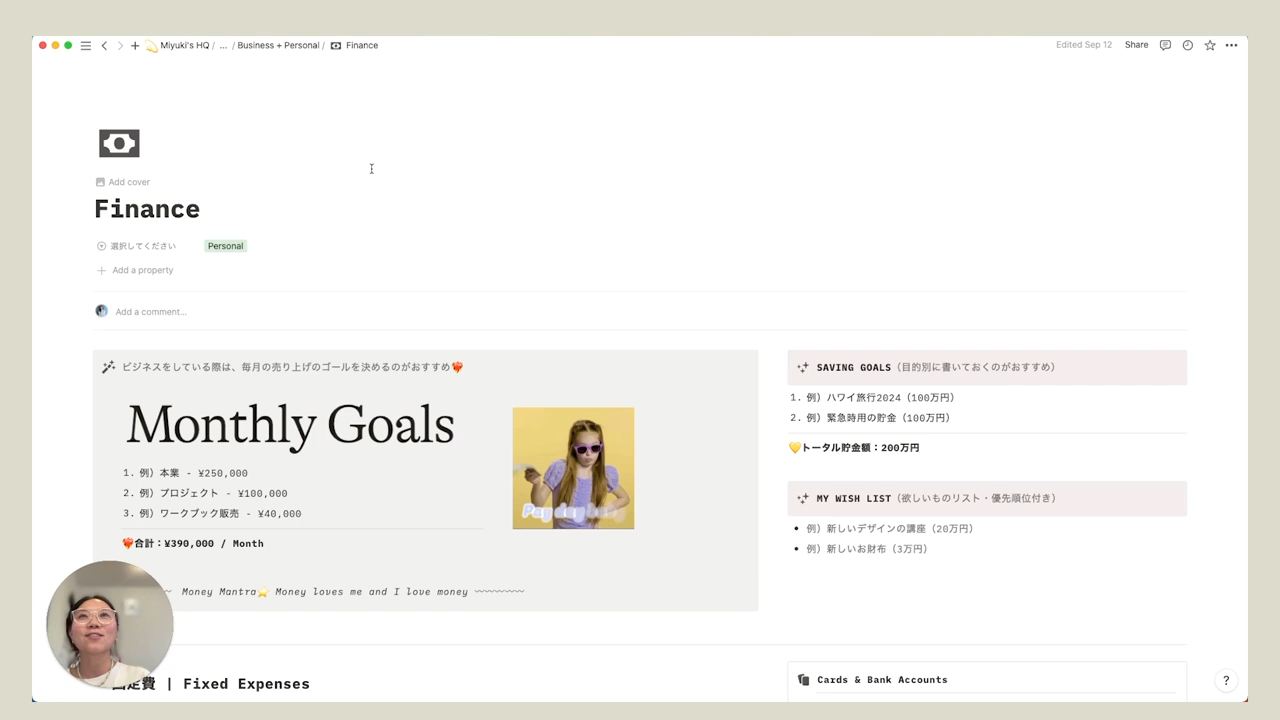 Miyuki's HQ / ... / Business + Personal / Finance
Edited Sep 12 Share
Add cover
Finance
選択してください Personal
Add a property
Add a comment...
ビジネスをしている際は、毎月の売り上げのゴールを決めるのがおすすめ❤️‍🔥
Monthly Goals
1. 例）本業 - ¥250,000
2. 例）プロジェクト - ¥100,000
3. 例）ワークブック販売 - ¥40,000
❤️‍🔥合計：¥390,000 / Month
Money Mantra💫 Money loves me and I love money 〰〰〰〰〰
SAVING GOALS（目的別に書いておくのがおすすめ）
1. 例）ハワイ旅行2024（100万円）
2. 例）緊急時用の貯金（100万円）
💛トータル貯金額：200万円
MY WISH LIST（欲しいものリスト・優先順位付き）
• 例）新しいデザインの講座（20万円）
• 例）新しいお財布（3万円）
定費 | Fixed Expenses
Cards & Bank Accounts
?